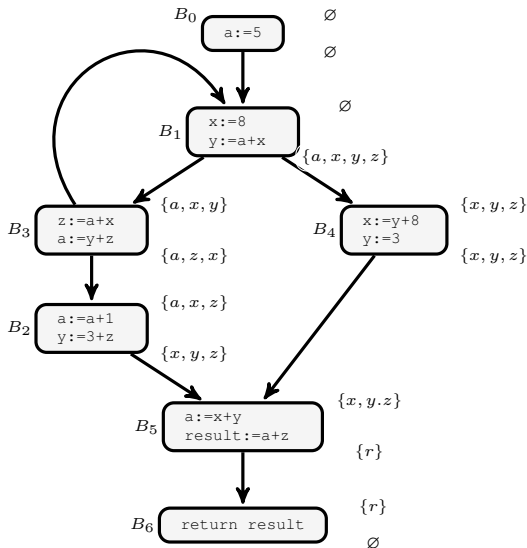 B0
∅
a:=5
∅
∅
B1
x:=8
y:=a+x
{a, x, y, z}
{a, x, y}
{x, y, z}
B3
z:=a+x
a:=y+z
B4
x:=y+8
y:=3
{a, z, x}
{x, y, z}
{a, x, z}
B2
a:=a+1
y:=3+z
{x, y, z}
{x, y.z}
B5
a:=x+y
result:=a+z
{r}
{r}
B6
return result
∅